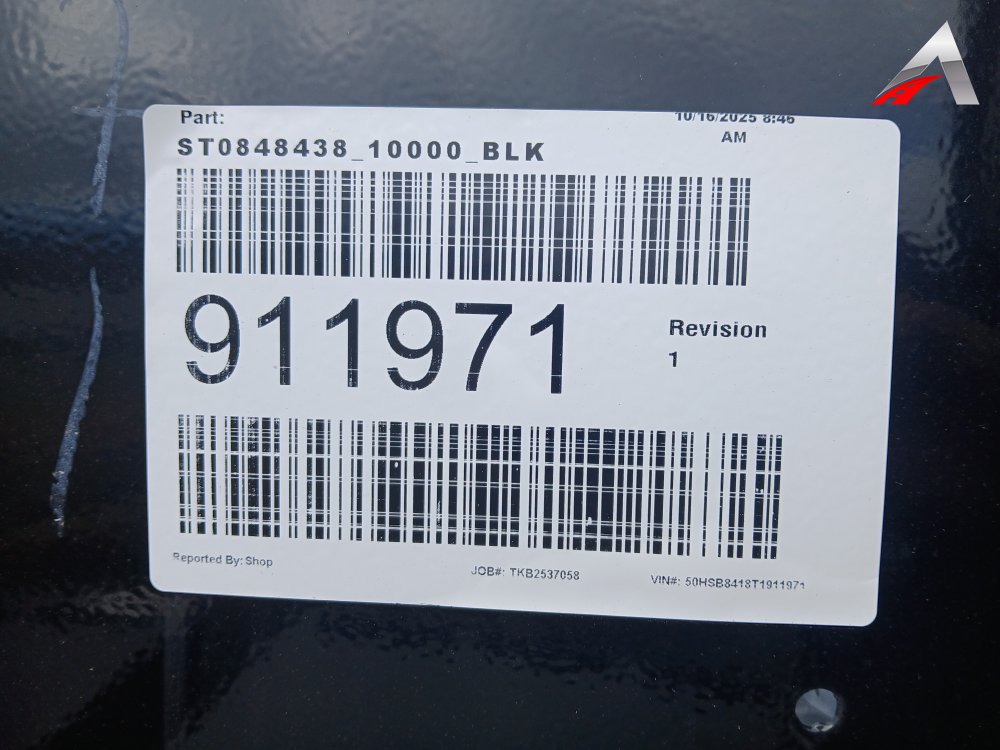 Part:
10/16/2025 8:46
AM
ST0848438_10000_BLK
911971
Revision
1
Reported By: Shop
JOB#: TKB2537058
VIN#: 50HSB8418T1911971